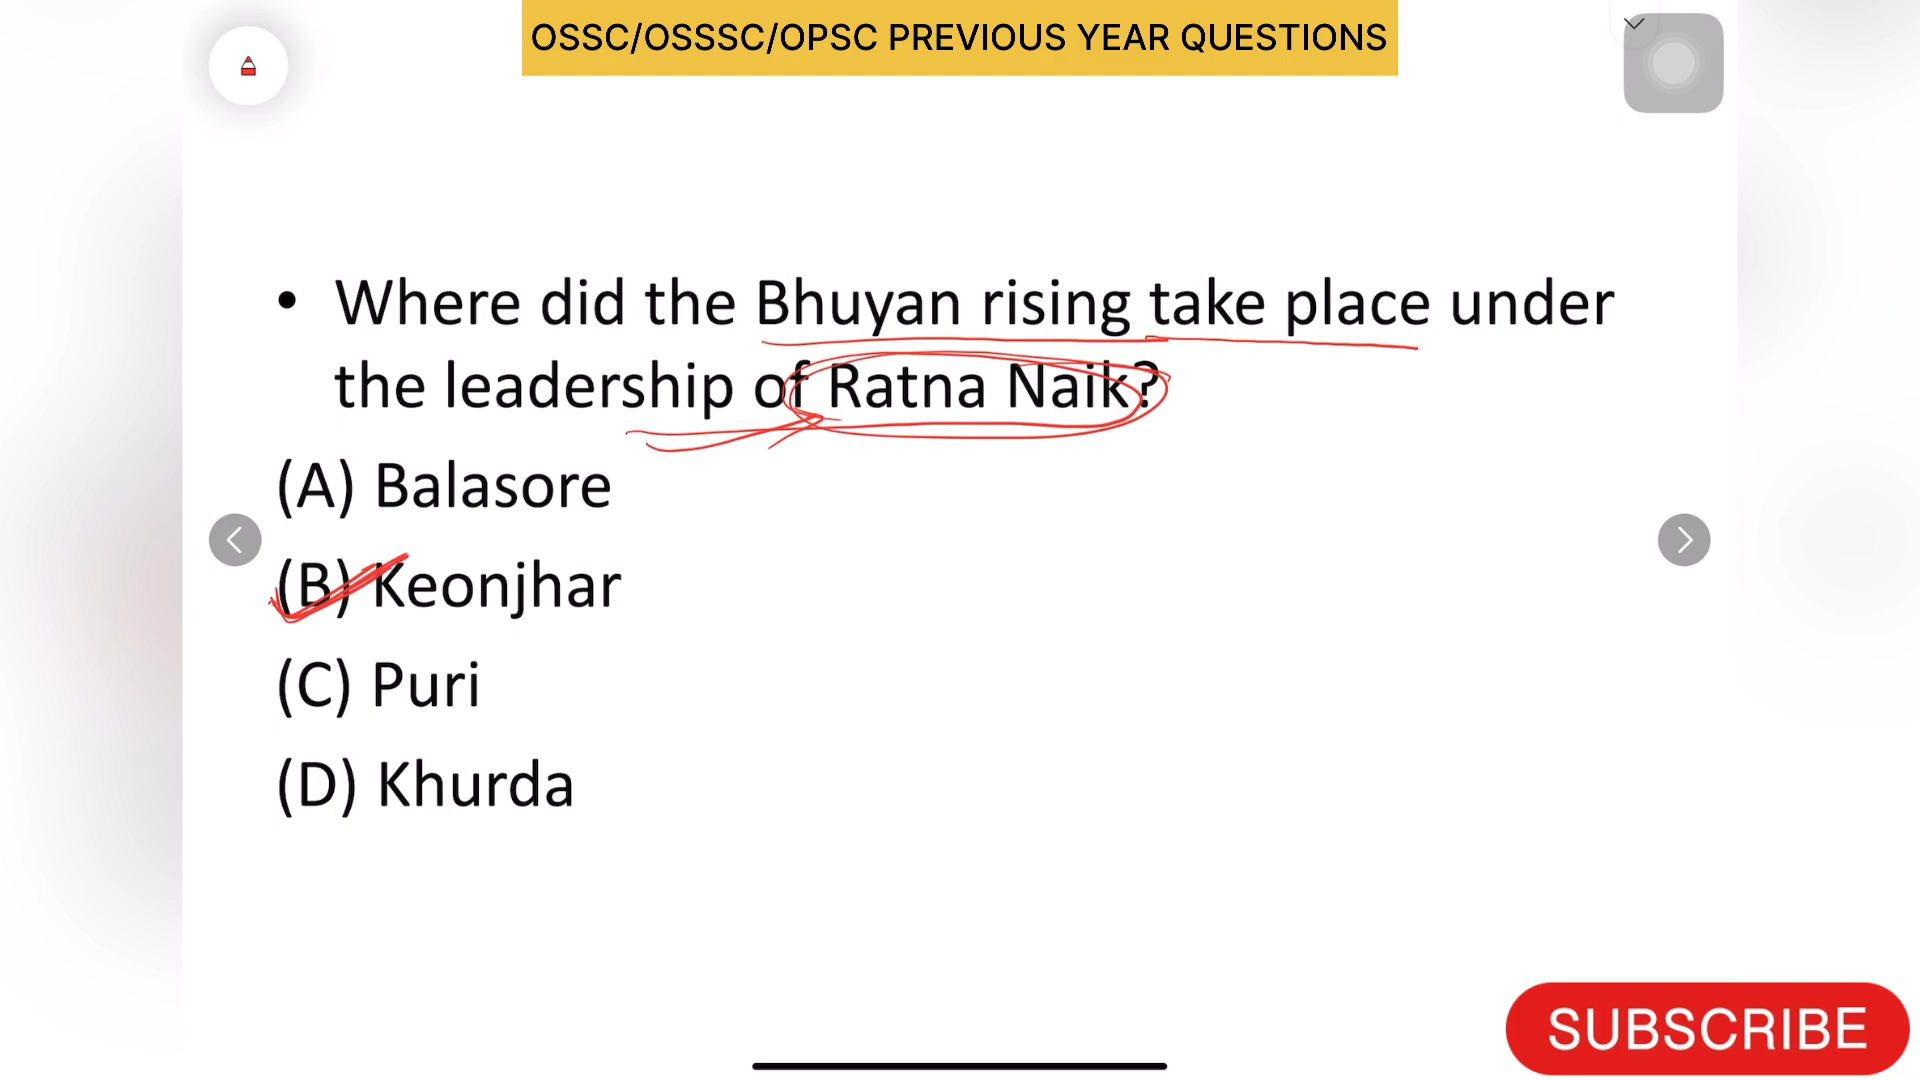 OSSC/OSSSC/OPSC PREVIOUS YEAR QUESTIONS
• Where did the Bhuyan rising take place under
the leadership of Ratna Naik?
(A) Balasore
(B) Keonjhar
(C) Puri
(D) Khurda
SUBSCRIBE